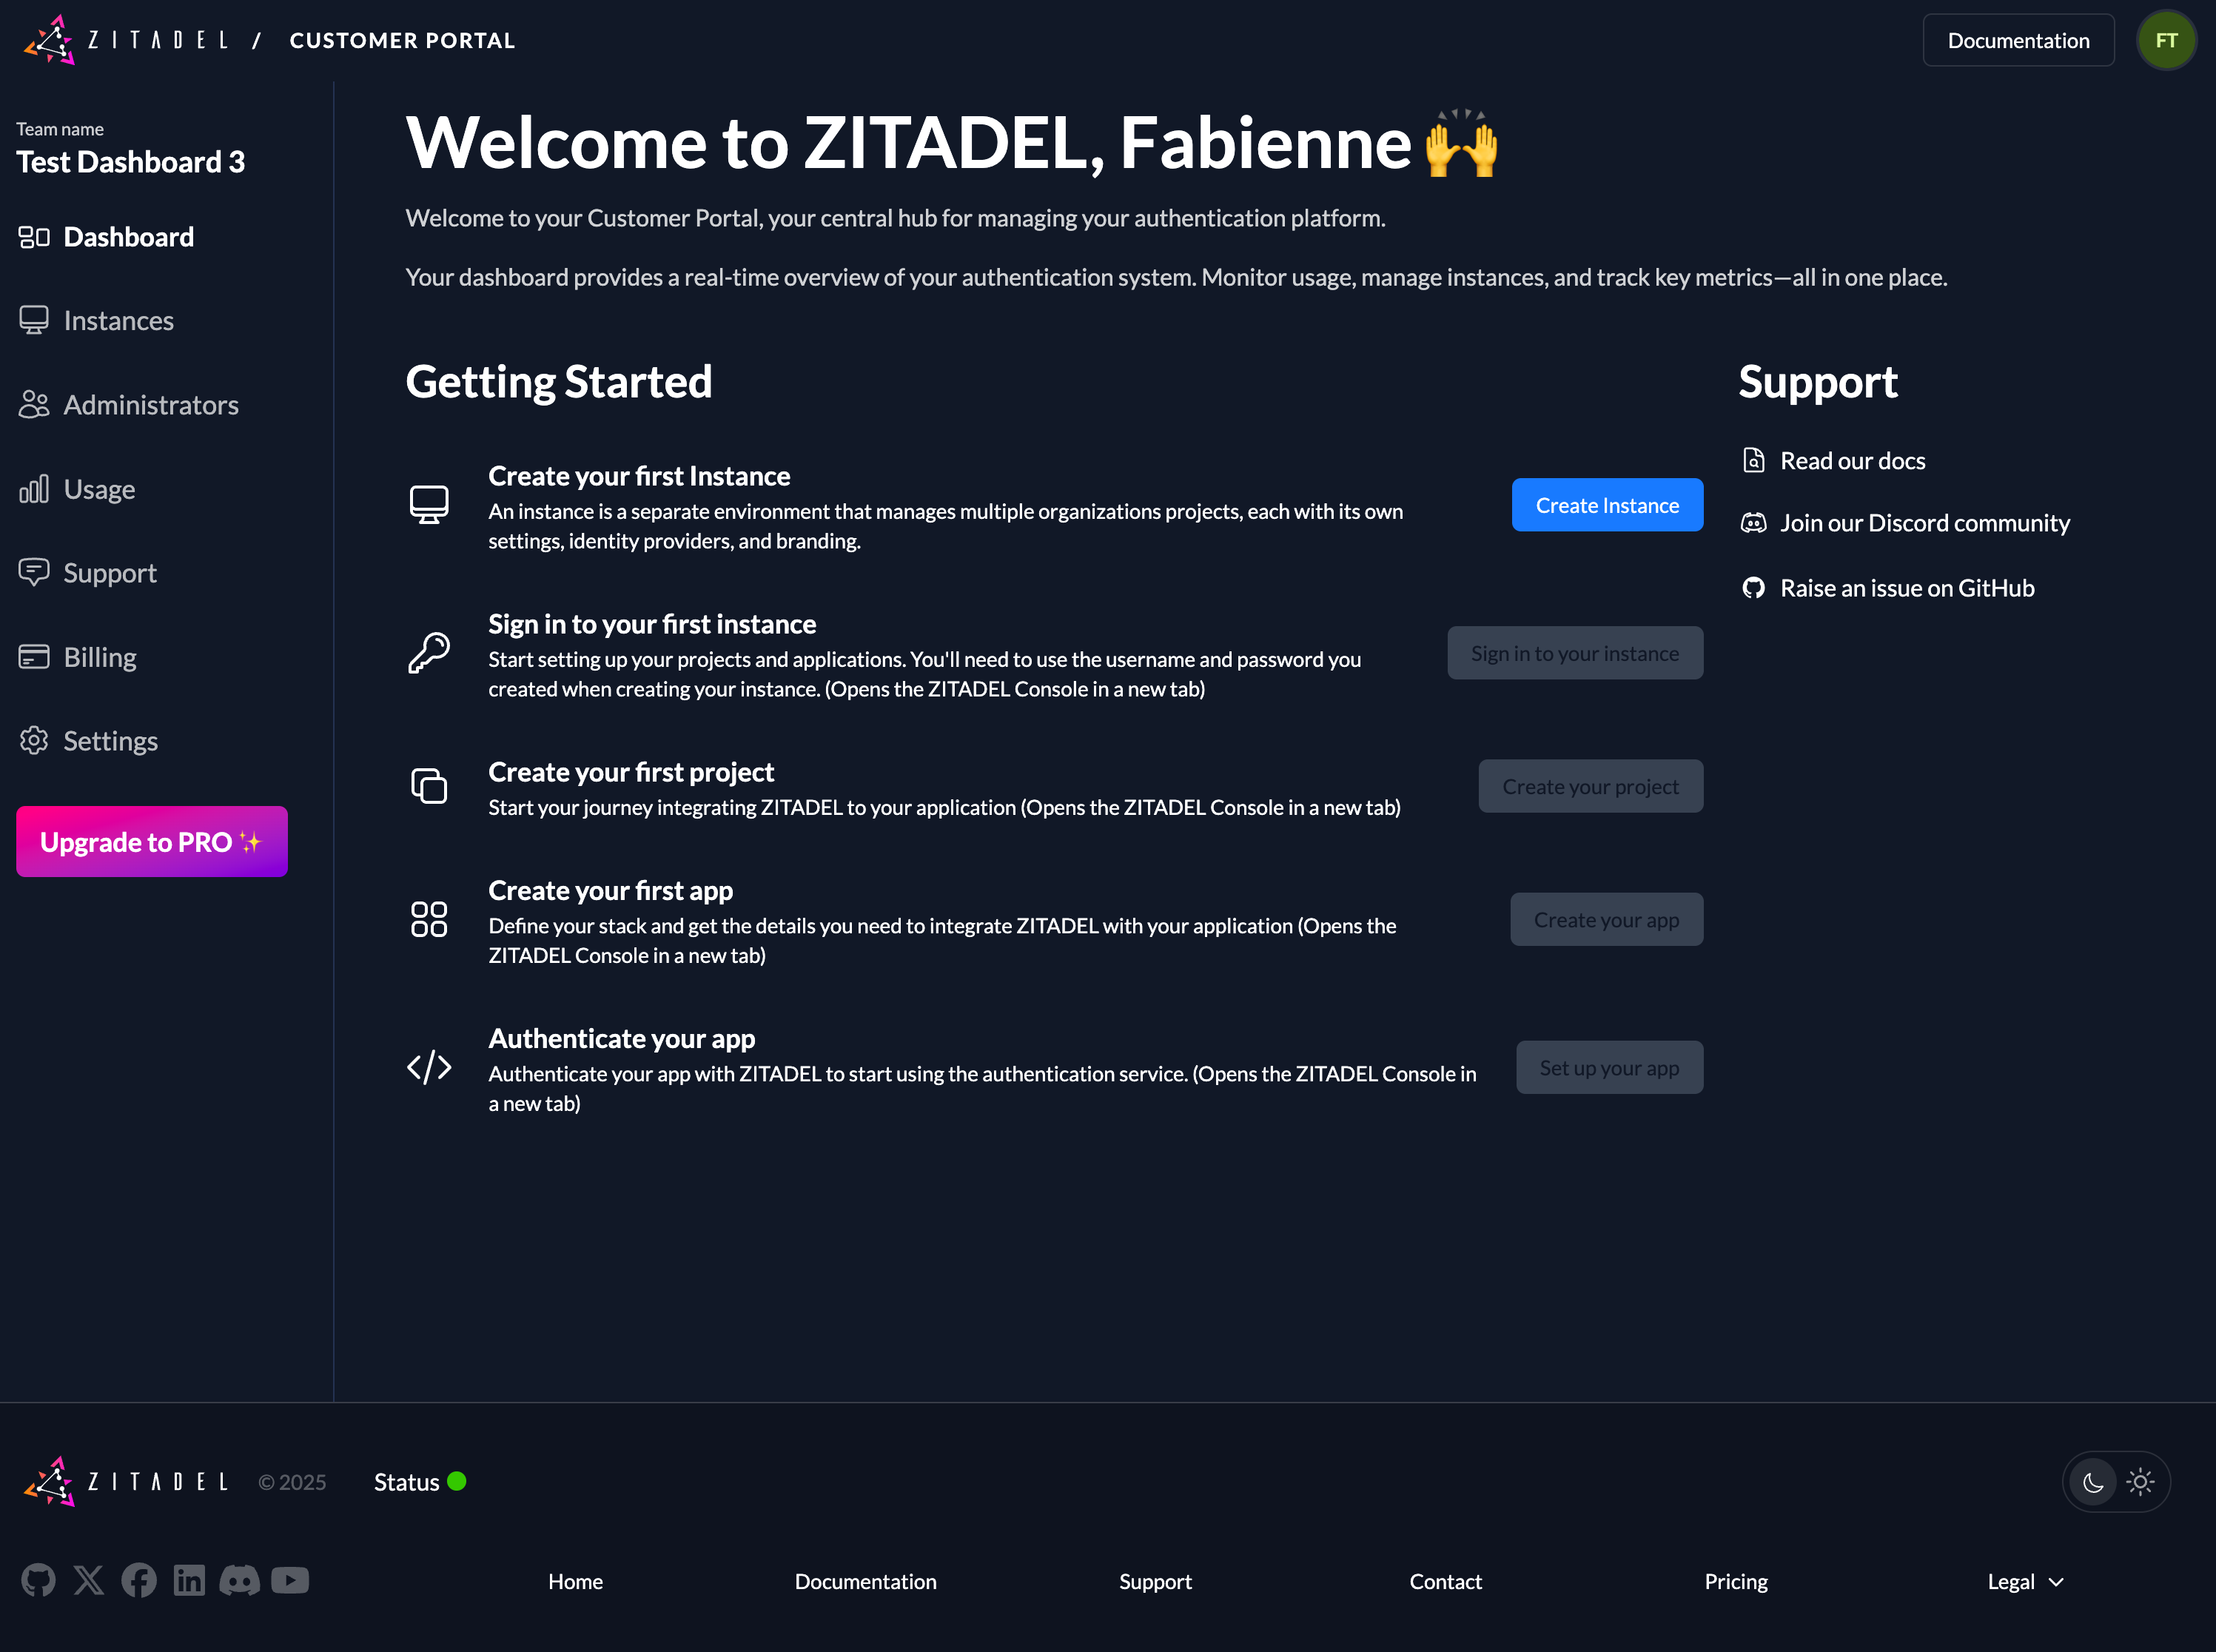 ZITADEL / CUSTOMER PORTAL
Documentation
FT
Team name
Test Dashboard 3
Dashboard
Instances
Administrators
Usage
Support
Billing
Settings
Upgrade to PRO ✨
Welcome to ZITADEL, Fabienne 🙌
Welcome to your Customer Portal, your central hub for managing your authentication platform.
Your dashboard provides a real-time overview of your authentication system. Monitor usage, manage instances, and track key metrics—all in one place.
Getting Started
Create your first Instance
An instance is a separate environment that manages multiple organizations projects, each with its own
settings, identity providers, and branding.
Create Instance
Sign in to your first instance
Start setting up your projects and applications. You'll need to use the username and password you
created when creating your instance. (Opens the ZITADEL Console in a new tab)
Sign in to your instance
Create your first project
Start your journey integrating ZITADEL to your application (Opens the ZITADEL Console in a new tab)
Create your project
Create your first app
Define your stack and get the details you need to integrate ZITADEL with your application (Opens the
ZITADEL Console in a new tab)
Create your app
Authenticate your app
Authenticate your app with ZITADEL to start using the authentication service. (Opens the ZITADEL Console in
a new tab)
Set up your app
Support
Read our docs
Join our Discord community
Raise an issue on GitHub
ZITADEL © 2025 Status
Home
Documentation
Support
Contact
Pricing
Legal